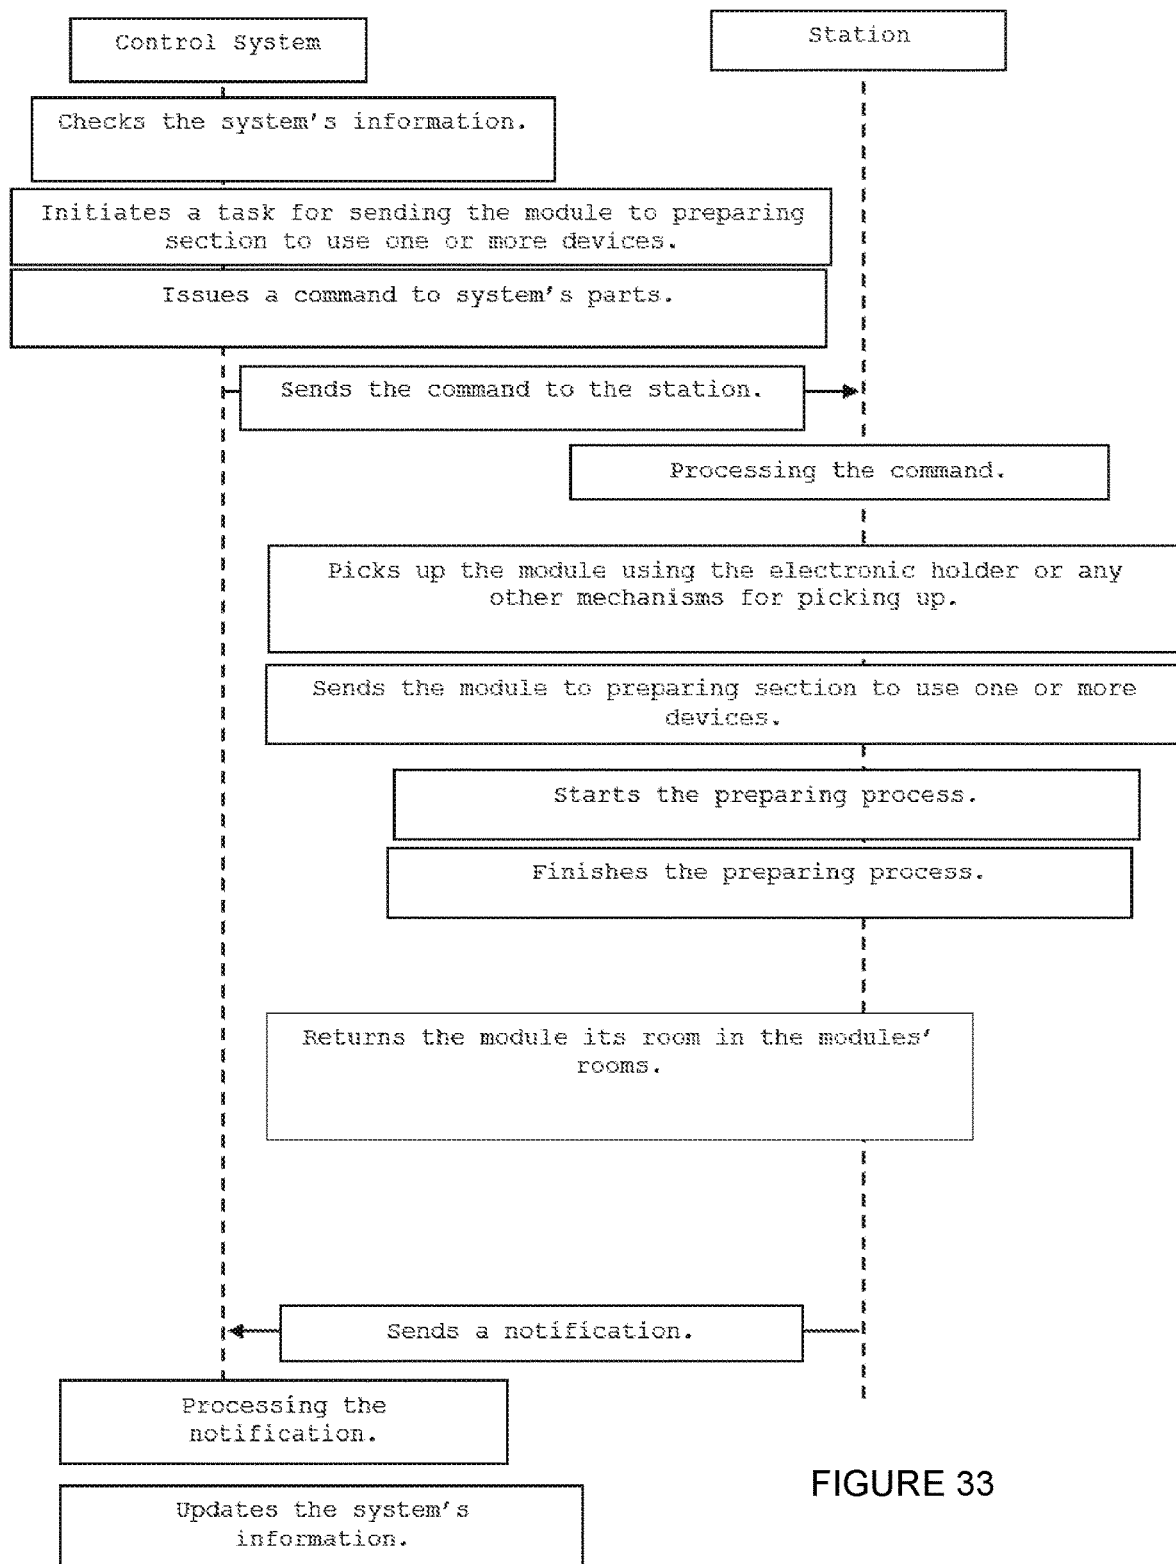 Control System
Station
Checks the system's information.
Initiates a task for sending the module to preparing
section to use one or more devices.
Issues a command to system's parts.
Sends the command to the station.
Processing the command.
Picks up the module using the electronic holder or any
other mechanisms for picking up.
Sends the module to preparing section to use one or more
devices.
Starts the preparing process.
Finishes the preparing process.
Returns the module its room in the modules'
rooms.
Sends a notification.
Processing the
notification.
FIGURE 33
Updates the system's
information.